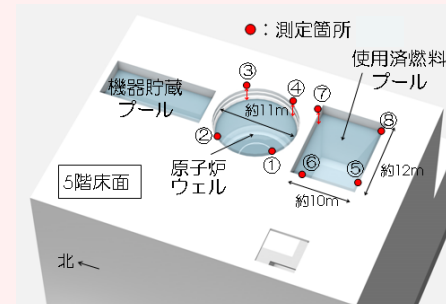 ●：測定箇所
使用済燃料
プール
機器貯蔵
プール
③
④
⑦
⑧
約11m
②
①
原子炉
ウェル
⑥
⑤
約12m
約10m
5階床面
北